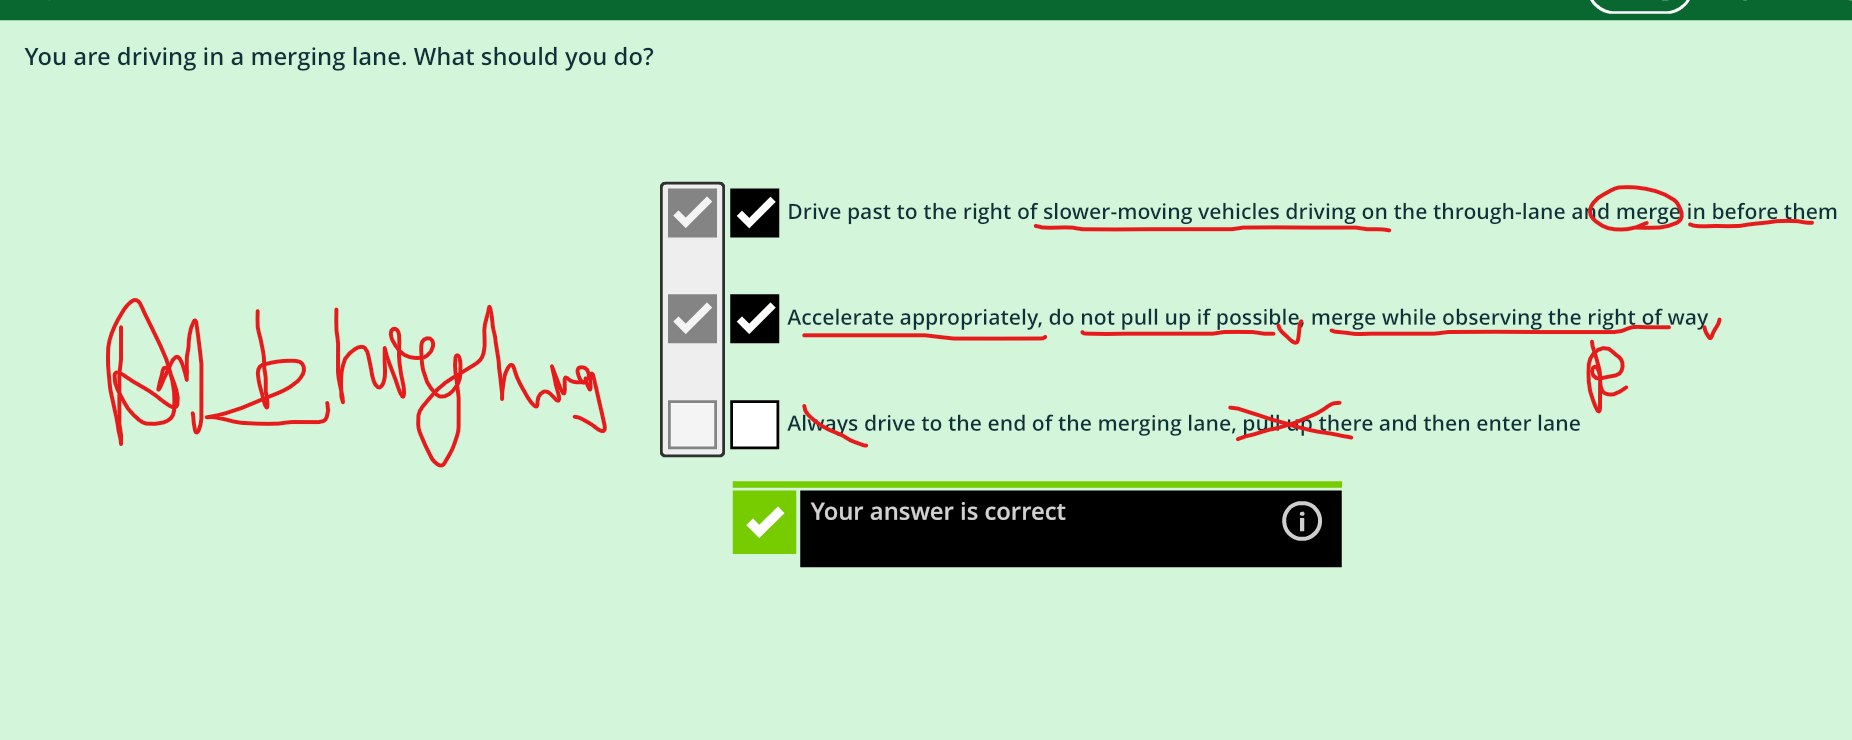 You are driving in a merging lane. What should you do?
Drive past to the right of slower-moving vehicles driving on the through-lane and merge in before them
Accelerate appropriately, do not pull up if possible, merge while observing the right of way
Always drive to the end of the merging lane, pull up there and then enter lane
Your answer is correct